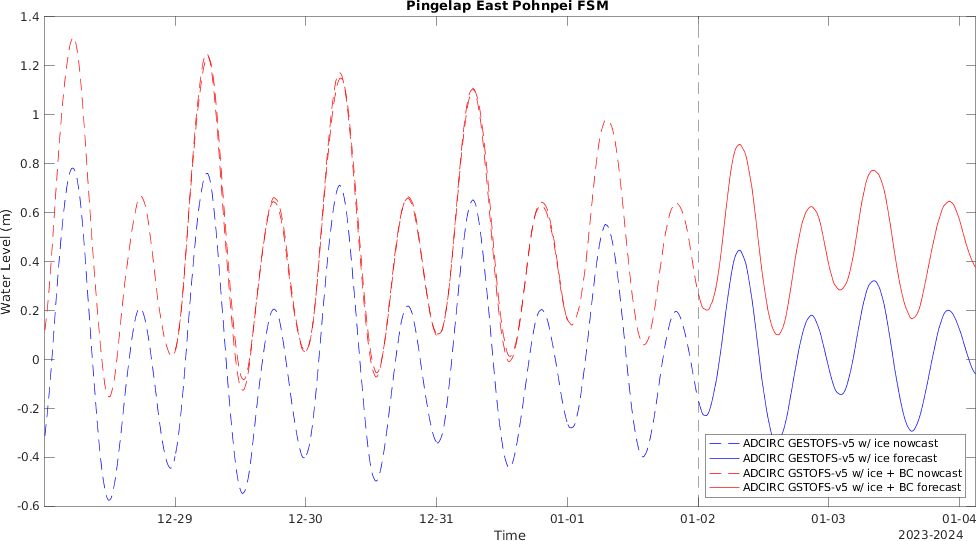 Pingelap East Pohnpei FSM
1.4
1.2
1
0.8
0.6
0.4
0.2
0
-0.2
-0.4
-0.6
Water Level (m)
ADCIRC GESTOFS-v5 w/ ice nowcast
ADCIRC GESTOFS-v5 w/ ice forecast
ADCIRC GSTOFS-v5 w/ ice + BC nowcast
ADCIRC GSTOFS-v5 w/ ice + BC forecast
12-29 12-30 12-31 01-01 01-02 01-03 01-04
Time
2023-2024